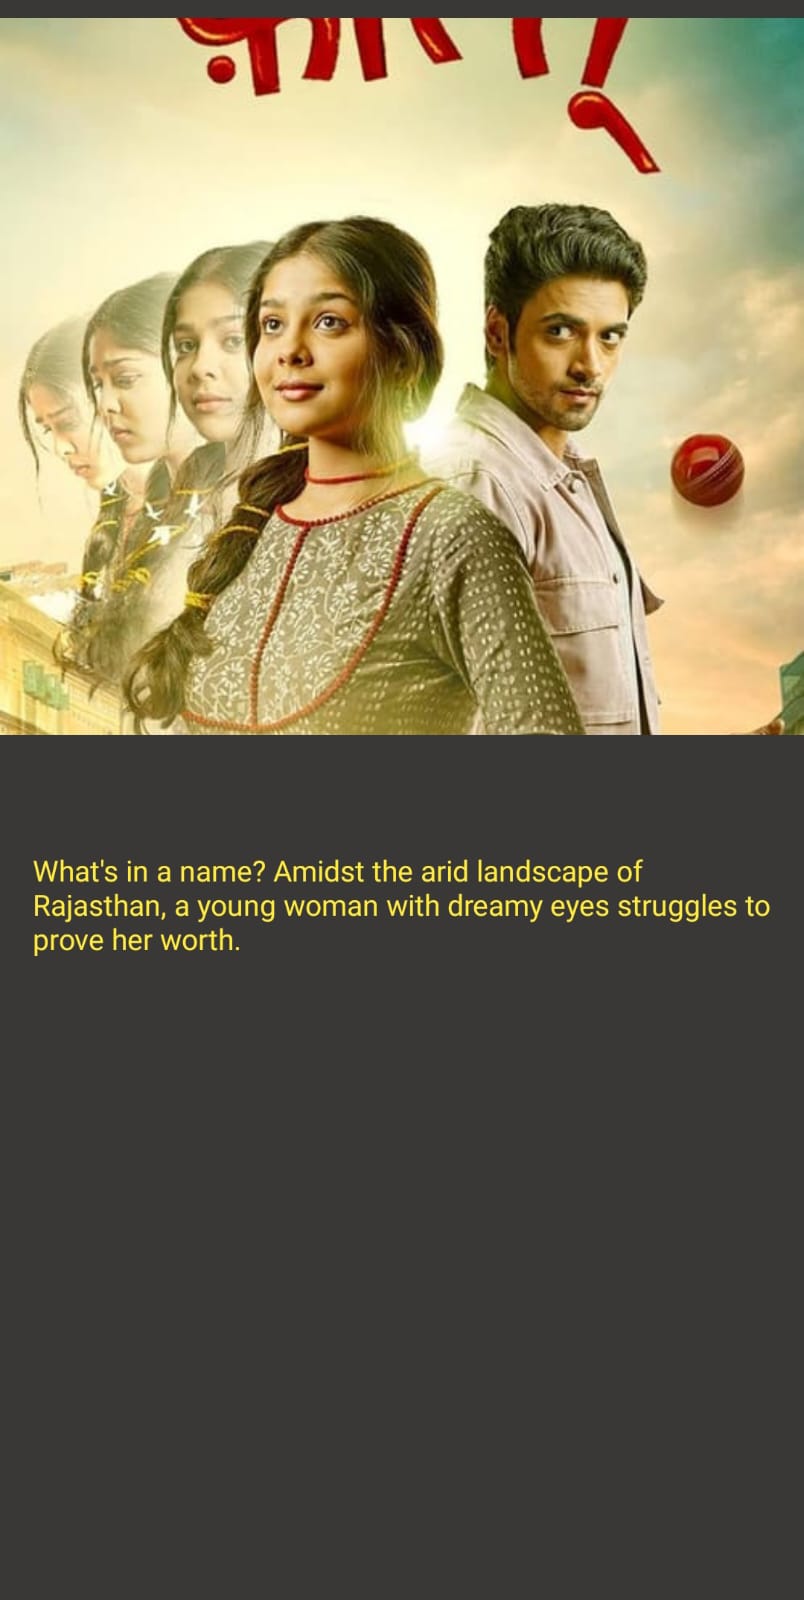 What's in a name? Amidst the arid landscape of
Rajasthan, a young woman with dreamy eyes struggles to
prove her worth.